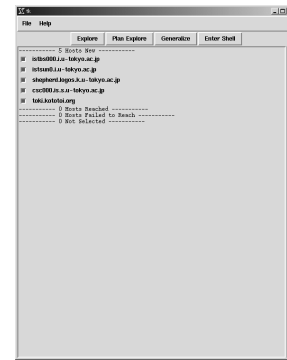 tk
File Help
Explore Plan Explore Generalize Enter Shell
---------- 5 Hosts New ----------
istbs000.i.u-tokyo.ac.jp
istsun0.i.u-tokyo.ac.jp
shepherd.logos.k.u-tokyo.ac.jp
csc000.is.s.u-tokyo.ac.jp
toki.kototoi.org
---------- 0 Hosts Reached ----------
---------- 0 Hosts Failed to Reach ----------
---------- 0 Not Selected ----------